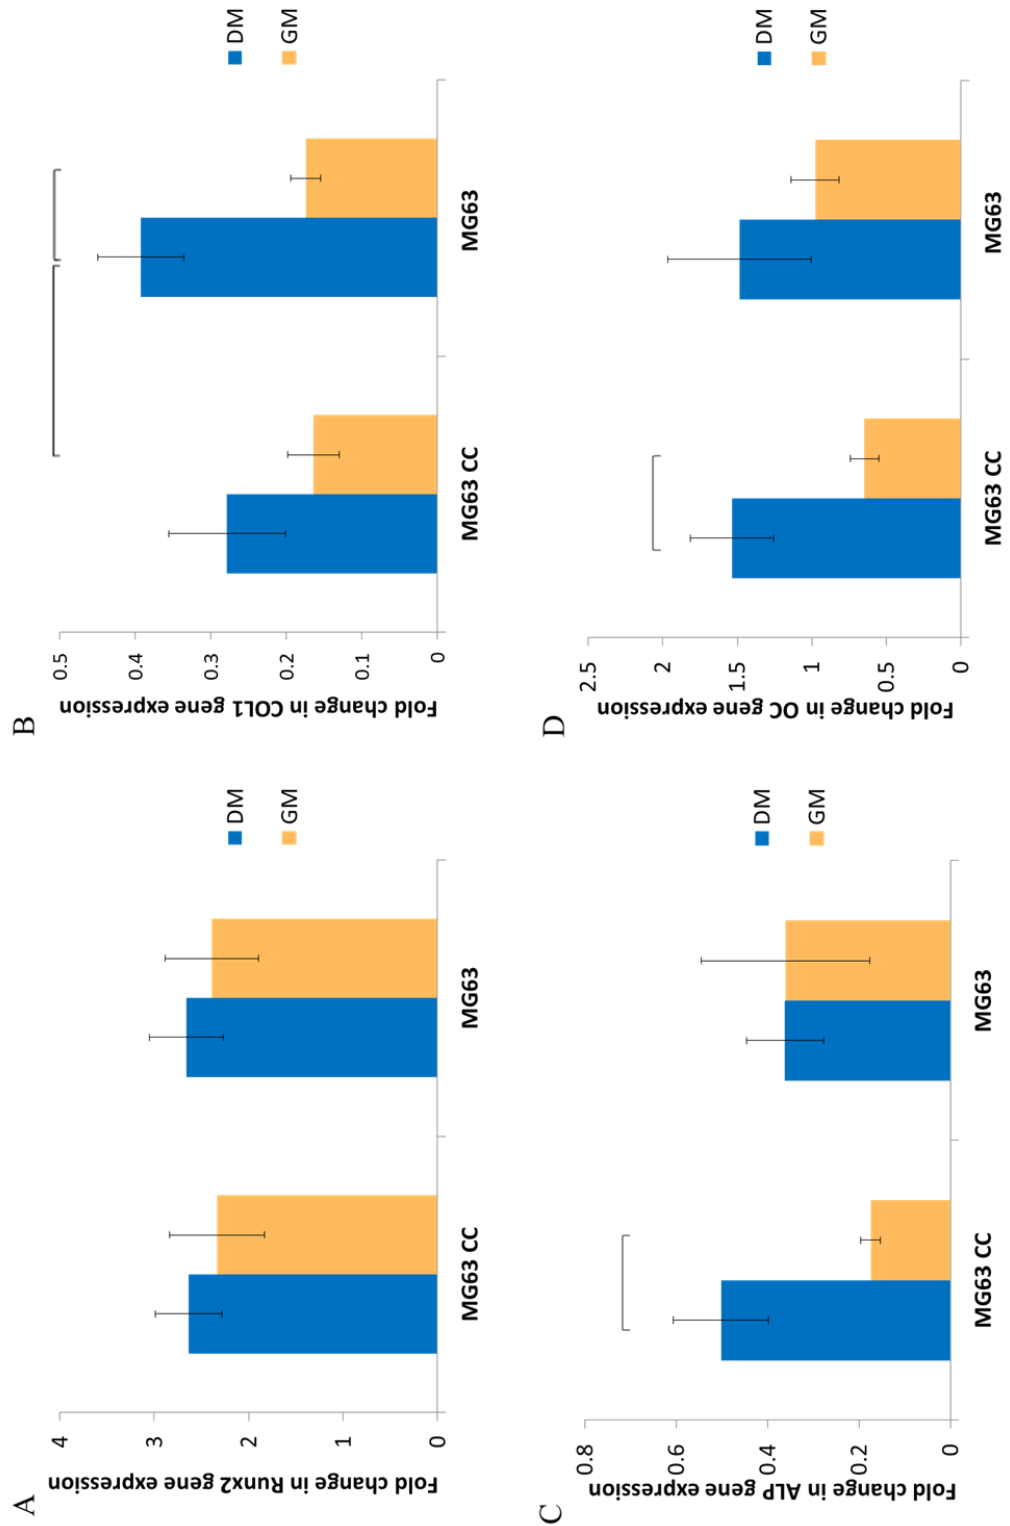 A
Fold change in Runx2 gene expression
4
3
2
1
0
MG63 CC
MG63
DM
GM
B
Fold change in COL1 gene expression
0.5
0.4
0.3
0.2
0.1
0
MG63 CC
MG63
DM
GM
C
Fold change in ALP gene expression
0.8
0.6
0.4
0.2
0
MG63 CC
MG63
DM
GM
D
Fold change in OC gene expression
2.5
2
1.5
1
0.5
0
MG63 CC
MG63
DM
GM